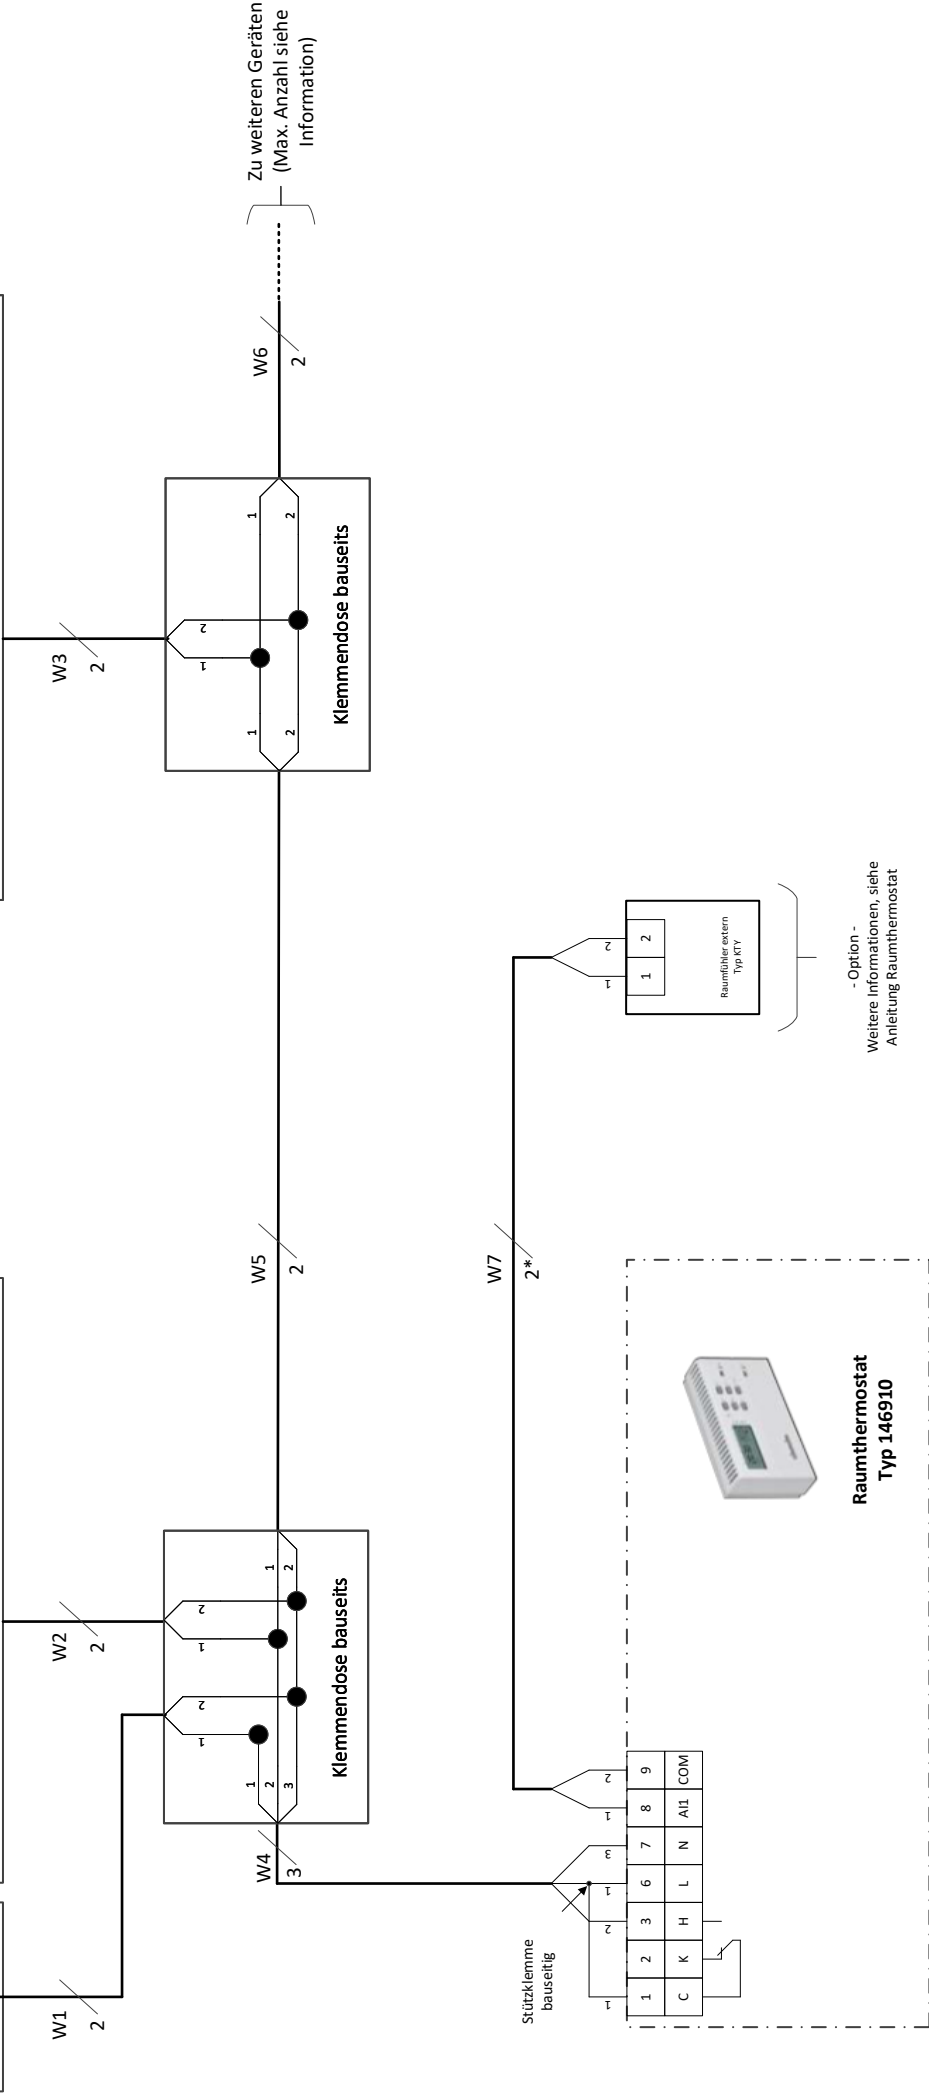 W1
2
W2
2
W3
2
Zu weiteren Geräten
(Max. Anzahl siehe
Information)
W4
3
W5
2
W6
2
1
2
1
2
1
2
3
1
2
Klemmendose bauseits
1
2
1
2
1
2
Klemmendose bauseits
W7
2*
Stützklemme
bauseitig
1
2
1
3
1
2
1
2
3
6
7
8
9
C
K
H
L
N
AI1
COM
Raumthermostat
Typ 146910
1
2
1
2
Raumfühler extern
Typ KTY
- Option -
Weitere Informationen, siehe
Anleitung Raumthermostat